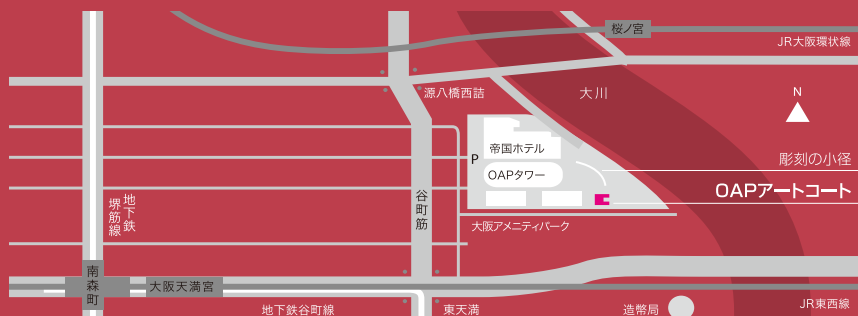 桜ノ宮
JR大阪環状線
源八橋西詰
大川
N
帝国ホテル
P
彫刻の小径
OAPタワー
OAPアートコート
地下鉄
堺筋線
谷町筋
大阪アメニティパーク
南森町
大阪天満宮
地下鉄谷町線
東天満
造幣局
JR東西線